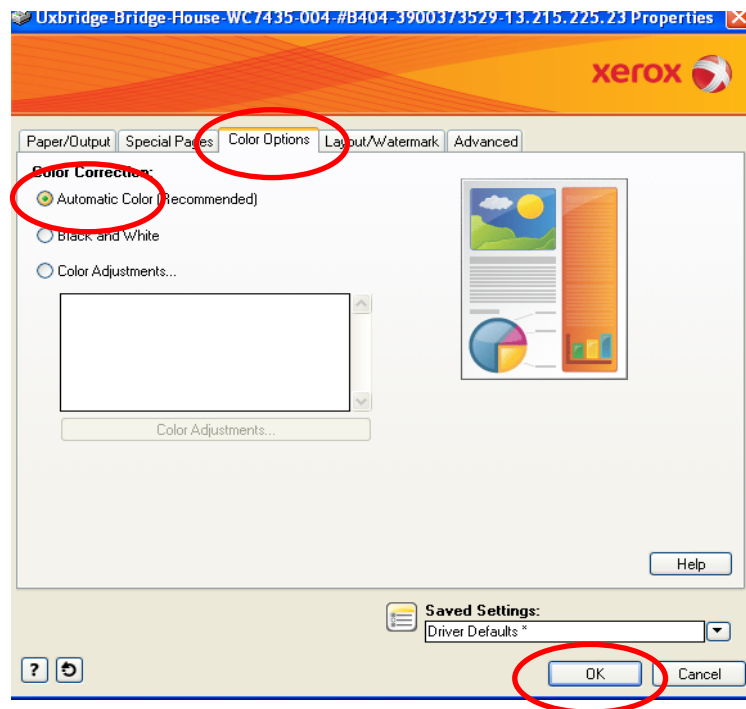 Uxbridge-Bridge-House-WC7435-004-#B404-3900373529-13.215.225.23 Properties
xerox
Paper/Output Special Pages Color Options Layout/Watermark Advanced
Color Correction:
Automatic Color (Recommended)
Black and White
Color Adjustments...
Color Adjustments...
Help
Saved Settings:
Driver Defaults *
?
OK Cancel